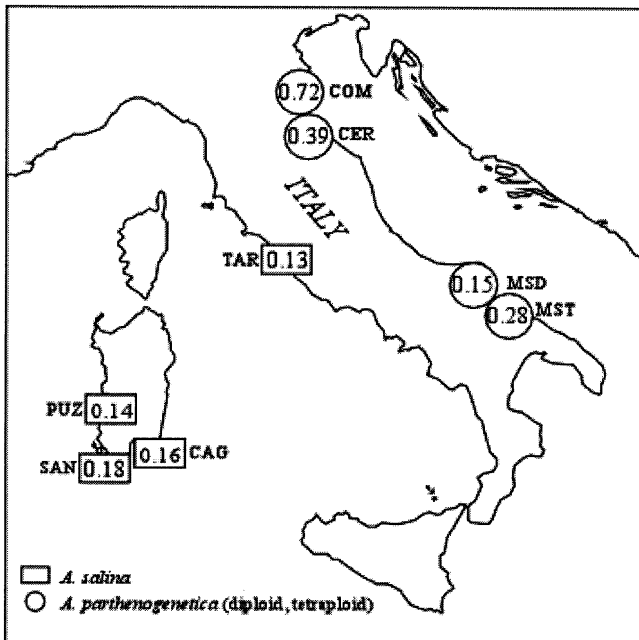 0.72 COM
0.39 CER
ITALY
TAR 0.13
0.15 MSD
0.28 MST
PUZ 0.14
SAN 0.18
0.16 CAG
A. salina
A. parthenogenetica (diploid, tetraploid)